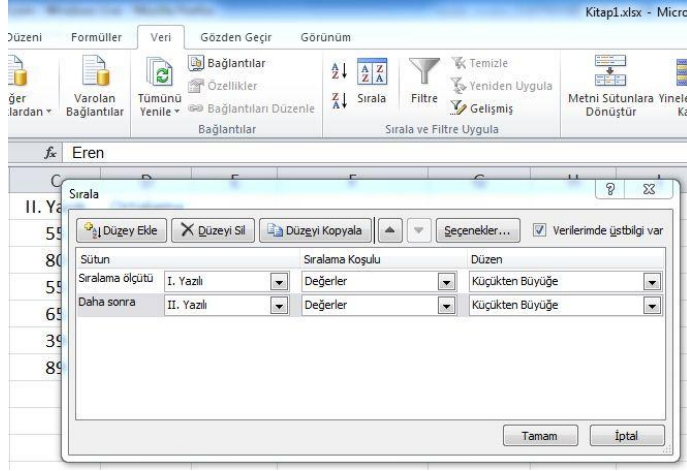 Kitap1.xlsx - Micro
Düzeni Formüller Veri Gözden Geçir Görünüm
Bağlantılar Temizle
Özellikler Yeniden Uygula
ğer Varolan Tümünü Sırala Filtre Metni Sütunlara Yinele
lardan Bağlantılar Yenile Bağlantıları Düzenle Gelişmiş Dönüştür Ka
Bağlantılar Sırala ve Filtre Uygula
fx Eren
C D E F G H
Sırala
II. Ya
Düzey Ekle Düzeyi Sil Düzeyi Kopyala Seçenekler... Verilerimde üstbilgi var
55
80 Sütun Sıralama Koşulu Düzen
55 Sıralama ölçütü I. Yazılı Değerler Küçükten Büyüğe
65 Daha sonra II. Yazılı Değerler Küçükten Büyüğe
39
89
Tamam İptal